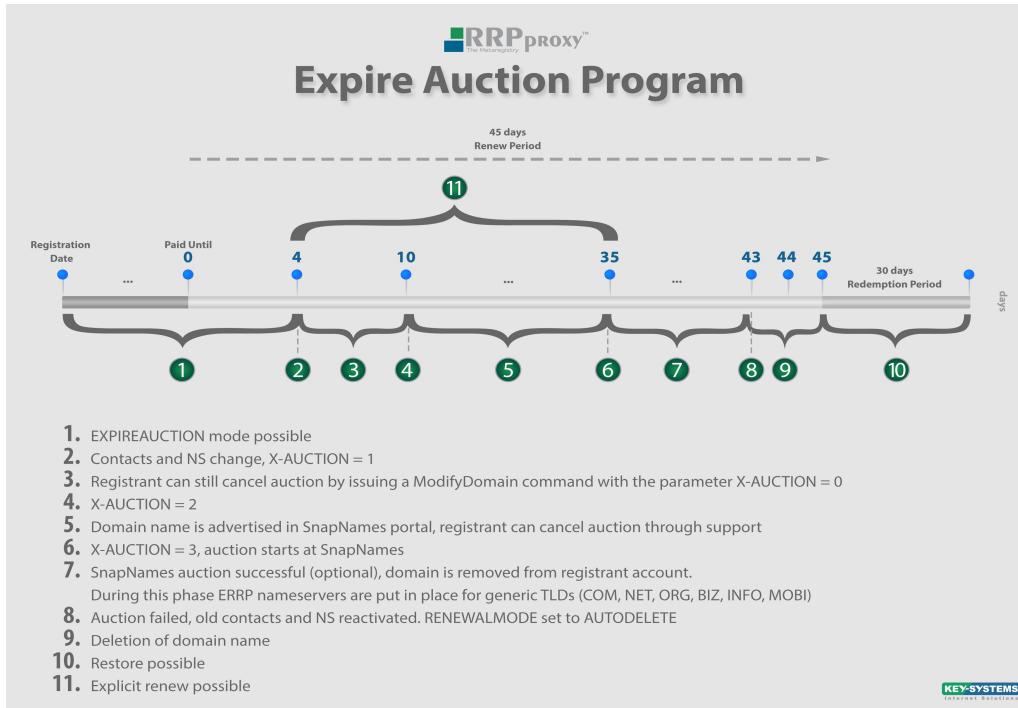 RRPproxy™
The Metaregistry
Expire Auction Program
45 days
Renew Period
11
Registration
Date
Paid Until
0
4
10
35
43
44
45
30 days
Redemption Period
...
...
...
days
1
2
3
4
5
6
7
8
9
10
1. EXPIREAUCTION mode possible
2. Contacts and NS change, X-AUCTION = 1
3. Registrant can still cancel auction by issuing a ModifyDomain command with the parameter X-AUCTION = 0
4. X-AUCTION = 2
5. Domain name is advertised in SnapNames portal, registrant can cancel auction through support
6. X-AUCTION = 3, auction starts at SnapNames
7. SnapNames auction successful (optional), domain is removed from registrant account.
During this phase ERRP nameservers are put in place for generic TLDs (COM, NET, ORG, BIZ, INFO, MOBI)
8. Auction failed, old contacts and NS reactivated. RENEWALMODE set to AUTODELETE
9. Deletion of domain name
10. Restore possible
11. Explicit renew possible
KEY-SYSTEMS
Internet Solutions